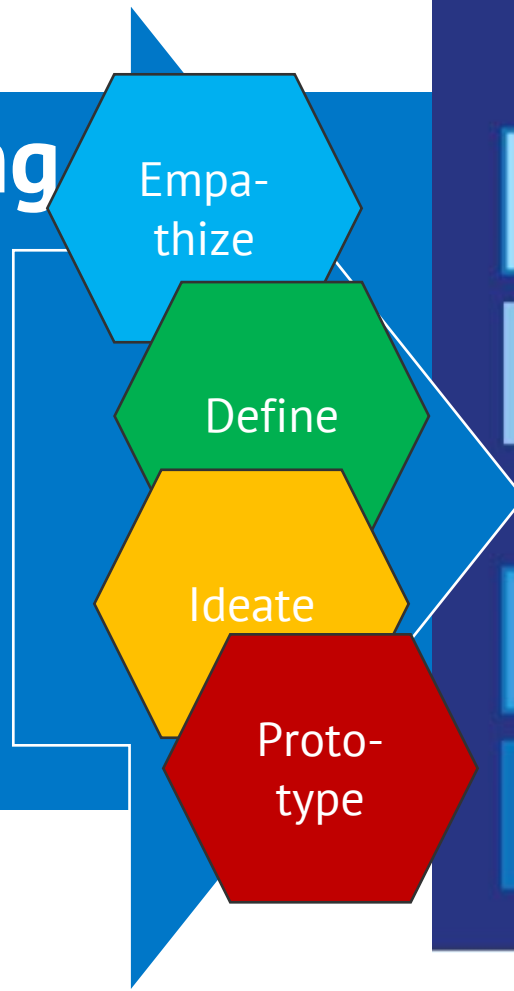 ng
Empa-
thize
Define
Ideate
Proto-
type